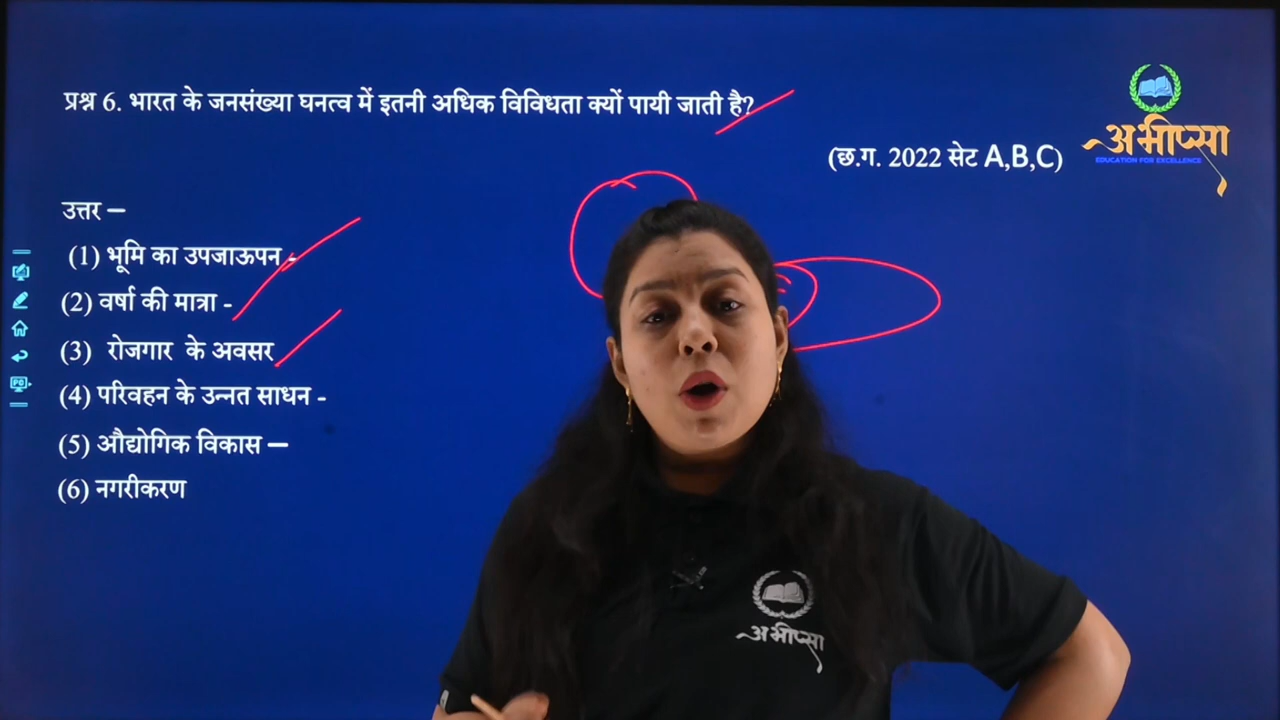 प्रश्न 6. भारत के जनसंख्या घनत्व में इतनी अधिक विविधता क्यों पायी जाती है?
(छ.ग. 2022 सेट A,B,C)
अभीप्सा
EDUCATION FOR EXCELLENCE
उत्तर –
(1) भूमि का उपजाऊपन -
(2) वर्षा की मात्रा -
(3) रोजगार के अवसर
(4) परिवहन के उन्नत साधन -
(5) औद्योगिक विकास –
(6) नगरीकरण
PC
अभीप्सा